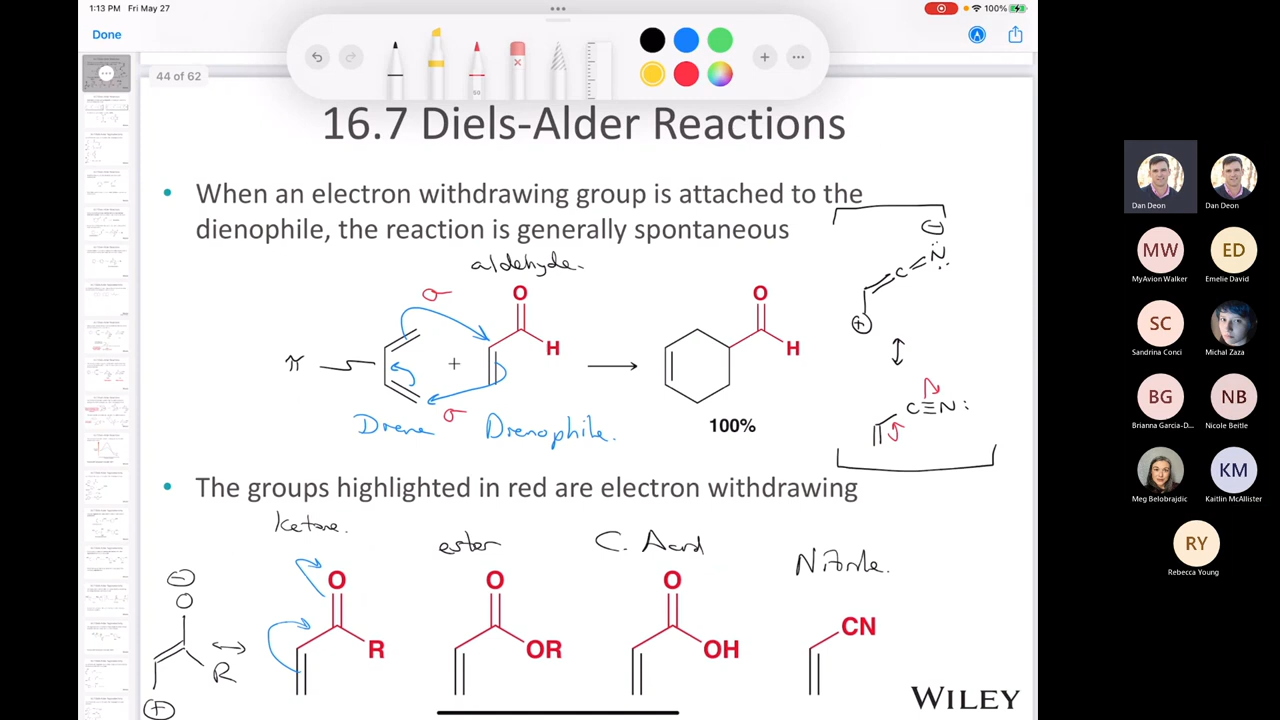 1:13 PM Fri May 27
100%
Done
50
44 of 62
16.7 Diels-Alder Reactions
• When an electron withdrawing group is attached to the
dienophile, the reaction is generally spontaneous
aldehyde.
⊖
N
C
⊕
σ
O
H
π
+
σ
Diene
Dienophile.
O
H
100%
C≡N:
• The groups highlighted in red are electron withdrawing
Ketone.
ester
C. Acid
Nitrile.
⊖
O
R
⊕
O
R
O
OR
O
OH
CN
WILEY
Dan Deon
Dan Deon
MW
MyAvion Walker
ED
Emelie David
SC
Sandrina Conci
Michal Zaza
BG
Brianna Garcia-D...
NB
Nicole Beitle
Meg Belobrajdic
KM
Kaitlin McAllister
RY
Rebecca Young